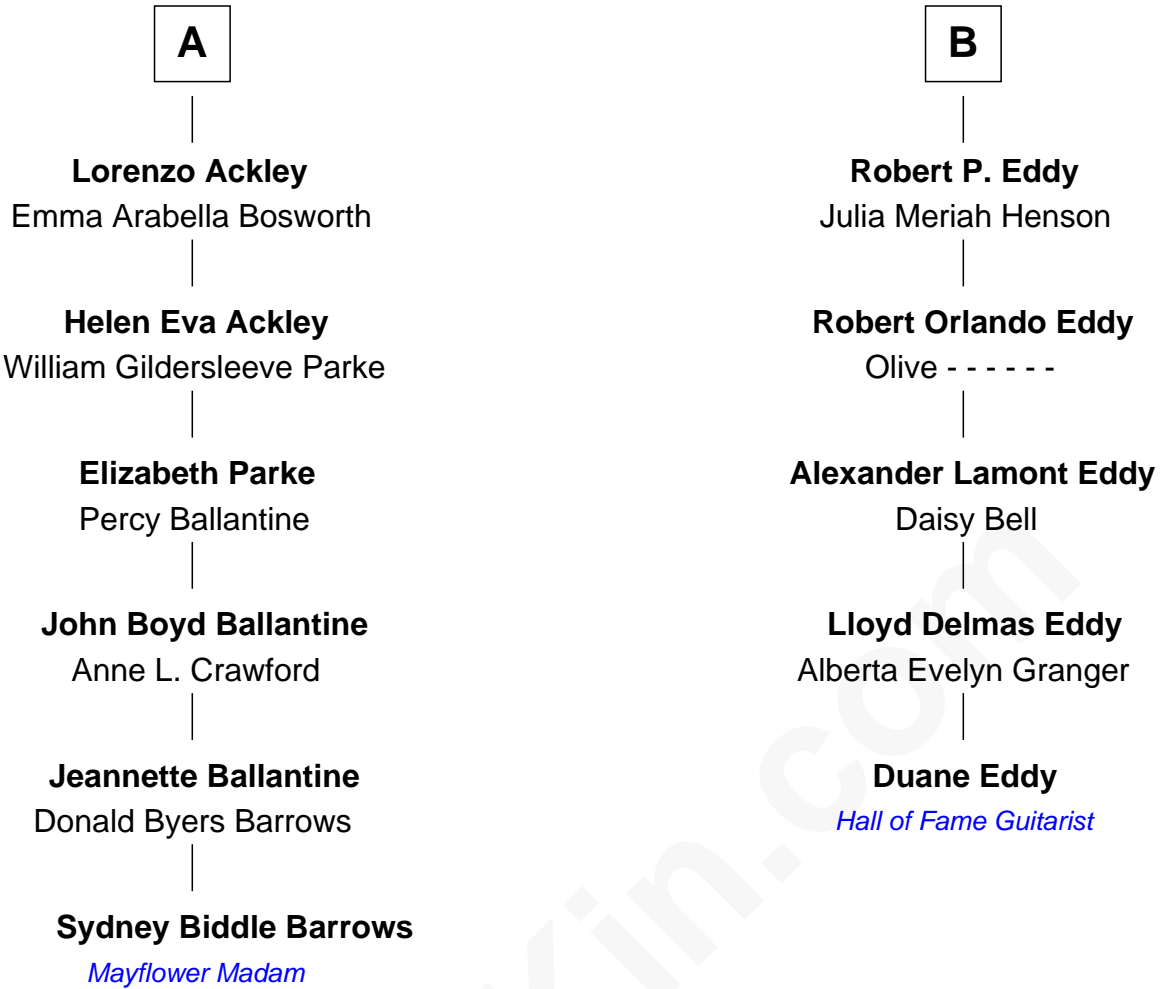 A
Lorenzo Ackley
Emma Arabella Bosworth
Helen Eva Ackley
William Gildersleeve Parke
Elizabeth Parke
Percy Ballantine
John Boyd Ballantine
Anne L. Crawford
Jeannette Ballantine
Donald Byers Barrows
Sydney Biddle Barrows
Mayflower Madam
B
Robert P. Eddy
Julia Meriah Henson
Robert Orlando Eddy
Olive - - - - - -
Alexander Lamont Eddy
Daisy Bell
Lloyd Delmas Eddy
Alberta Evelyn Granger
Duane Eddy
Hall of Fame Guitarist
Kin.com